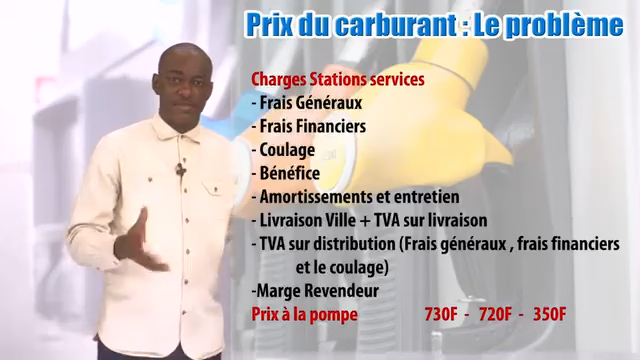 Prix du carburant : Le problème
Charges Stations services
- Frais Généraux
- Frais Financiers
- Coulage
- Bénéfice
- Amortissements et entretien
- Livraison Ville + TVA sur livraison
- TVA sur distribution (Frais généraux , frais financiers
et le coulage)
-Marge Revendeur
Prix à la pompe 730F - 720F - 350F